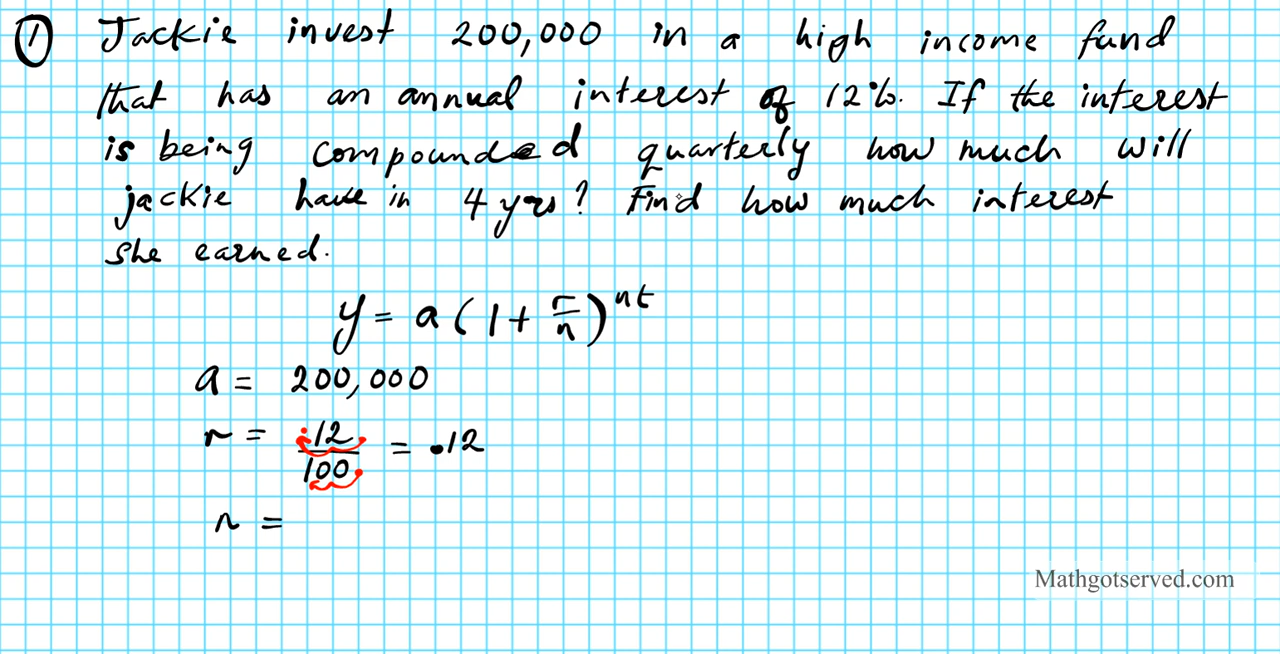 ① Jackie invest 200,000 in a high income fund
that has an annual interest of 12%. If the interest
is being compounded quarterly how much will
jackie have in 4 yrs? Find how much interest
she earned.
y = a(1 + r/n)^nt
a = 200,000
r = 12/100 = .12
n =
Mathgotserved.com